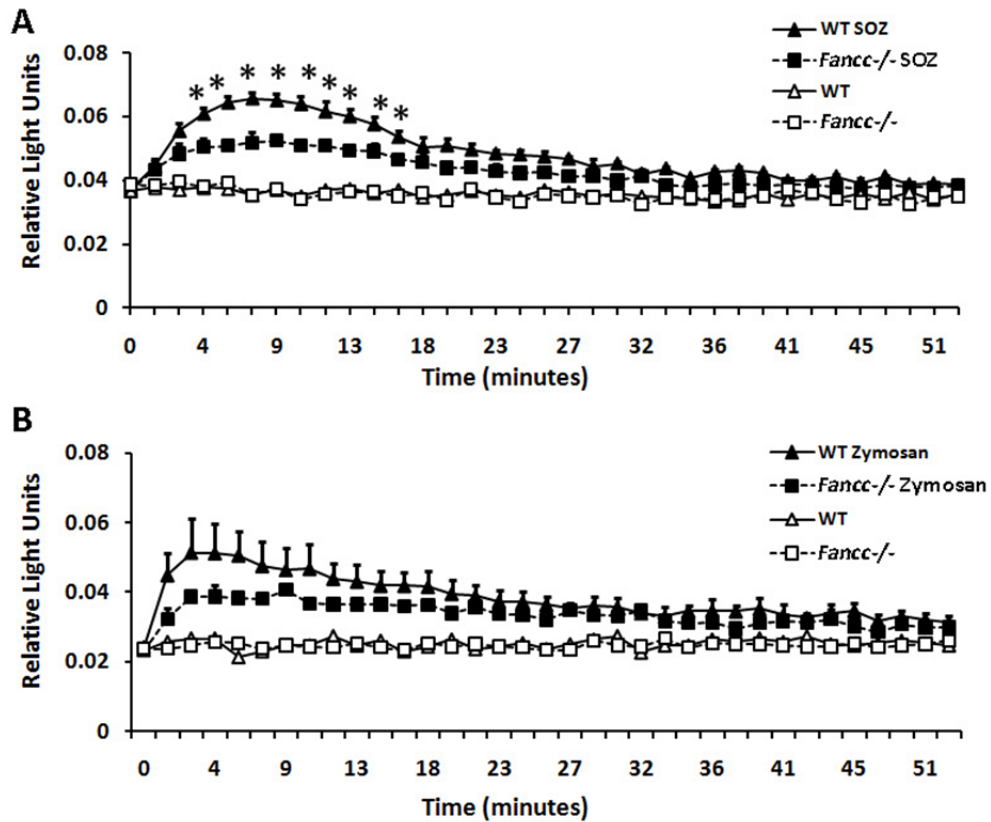 A
WT SOZ
Fancc-/- SOZ
WT
Fancc-/-
Relative Light Units
0.08
0.06
0.04
0.02
0
* * * * * * * * *
0 4 9 13 18 23 27 32 36 41 45 51
Time (minutes)
B
WT Zymosan
Fancc-/- Zymosan
WT
Fancc-/-
Relative Light Units
0.08
0.06
0.04
0.02
0
0 4 9 13 18 23 27 32 36 41 45 51
Time (minutes)